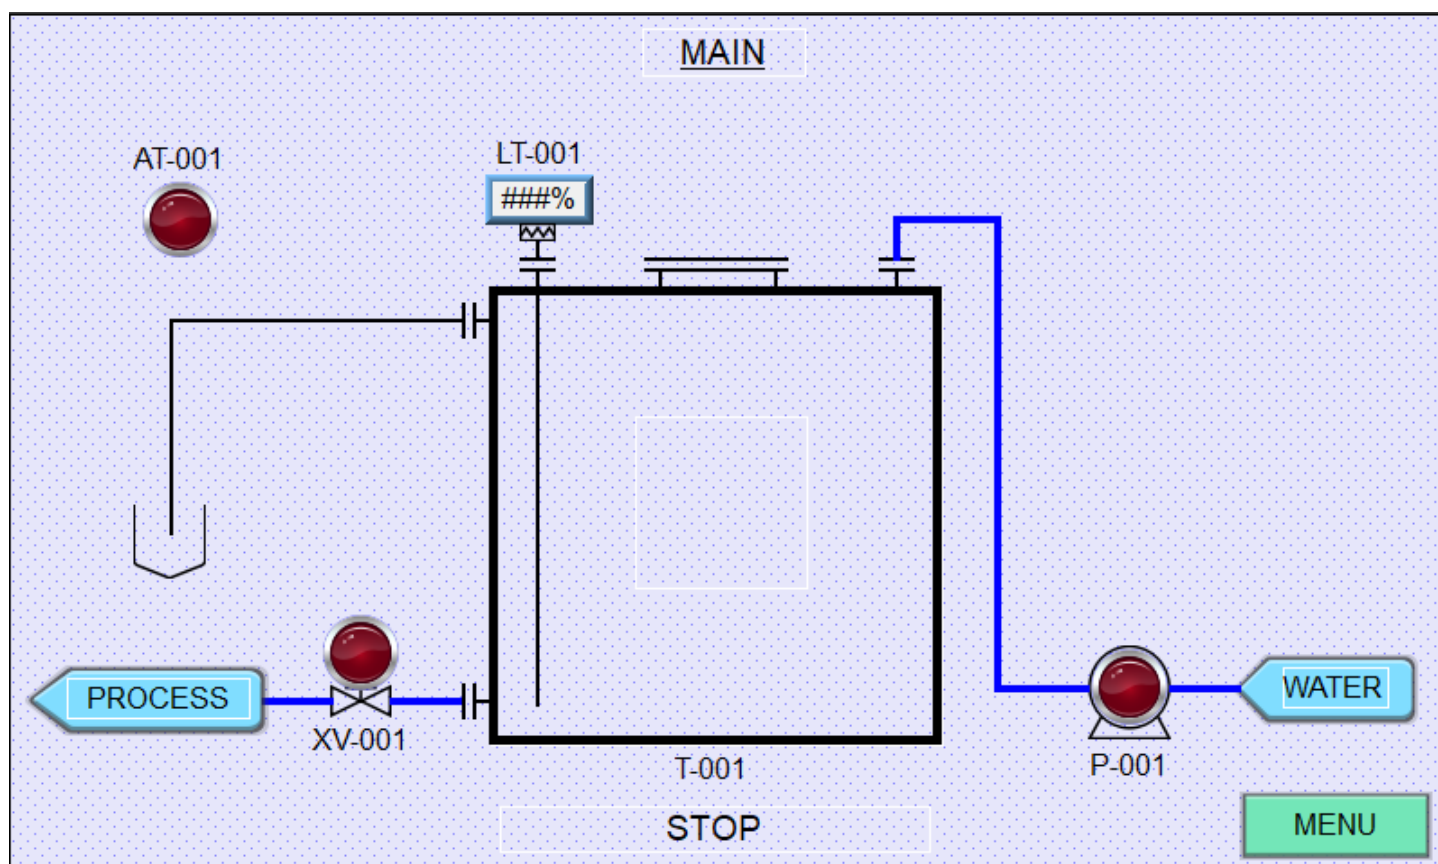 MAIN
AT-001
LT-001
###%
PROCESS
WATER
XV-001
T-001
P-001
STOP
MENU